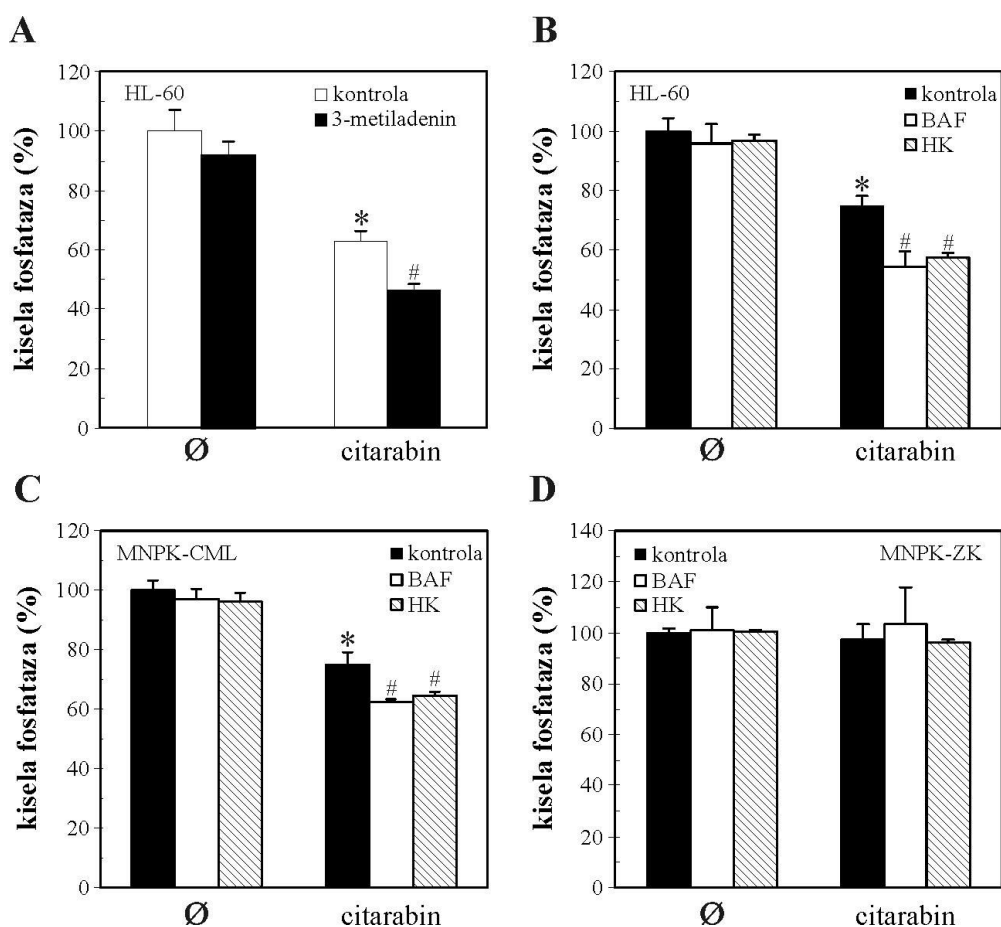 A
kisela fosfataza (%)
120
100
80
60
40
20
0
HL-60
kontrola
3-metiladenin
*
#
Ø
citarabin
B
kisela fosfataza (%)
120
100
80
60
40
20
0
HL-60
kontrola
BAF
HK
*
# #
Ø
citarabin
C
kisela fosfataza (%)
120
100
80
60
40
20
0
MNPK-CML
kontrola
BAF
HK
*
# #
Ø
citarabin
D
kisela fosfataza (%)
140
120
100
80
60
40
20
0
kontrola
BAF
HK
MNPK-ZK
Ø
citarabin